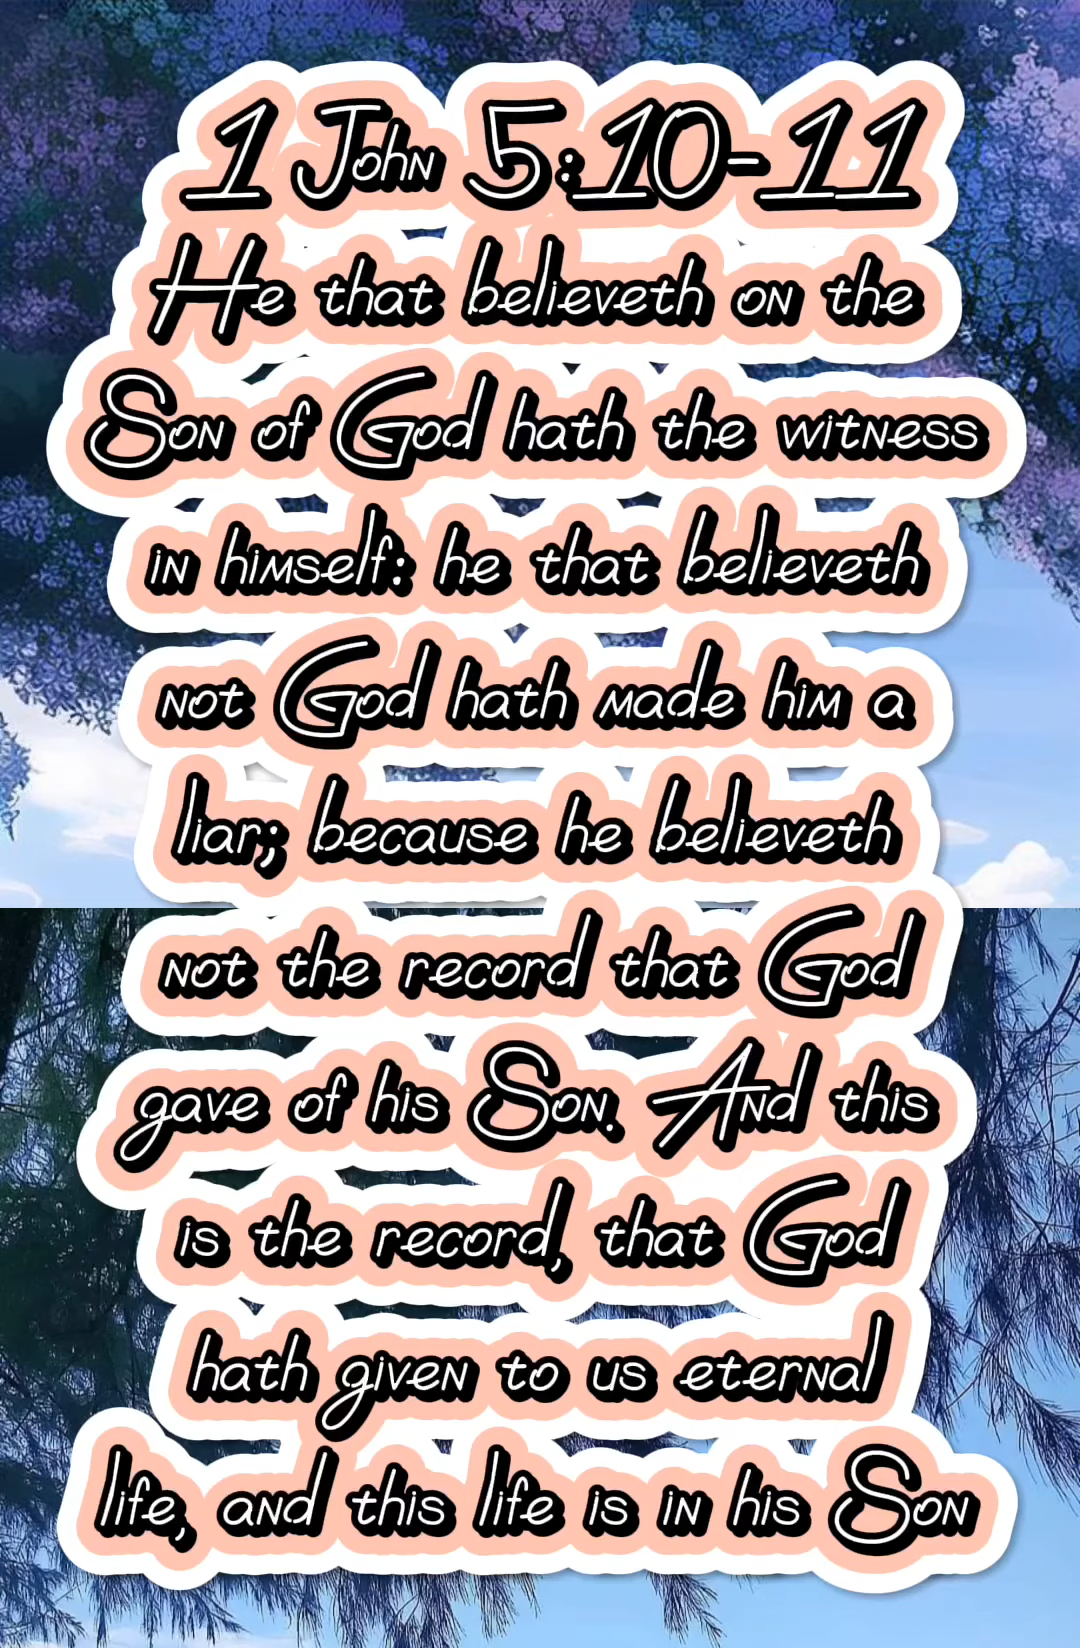 1 John 5:10-11
He that believeth on the
Son of God hath the witness
in himself: he that believeth
not God hath made him a
liar; because he believeth
not the record that God
gave of his Son. And this
is the record, that God
hath given to us eternal
life, and this life is in his Son